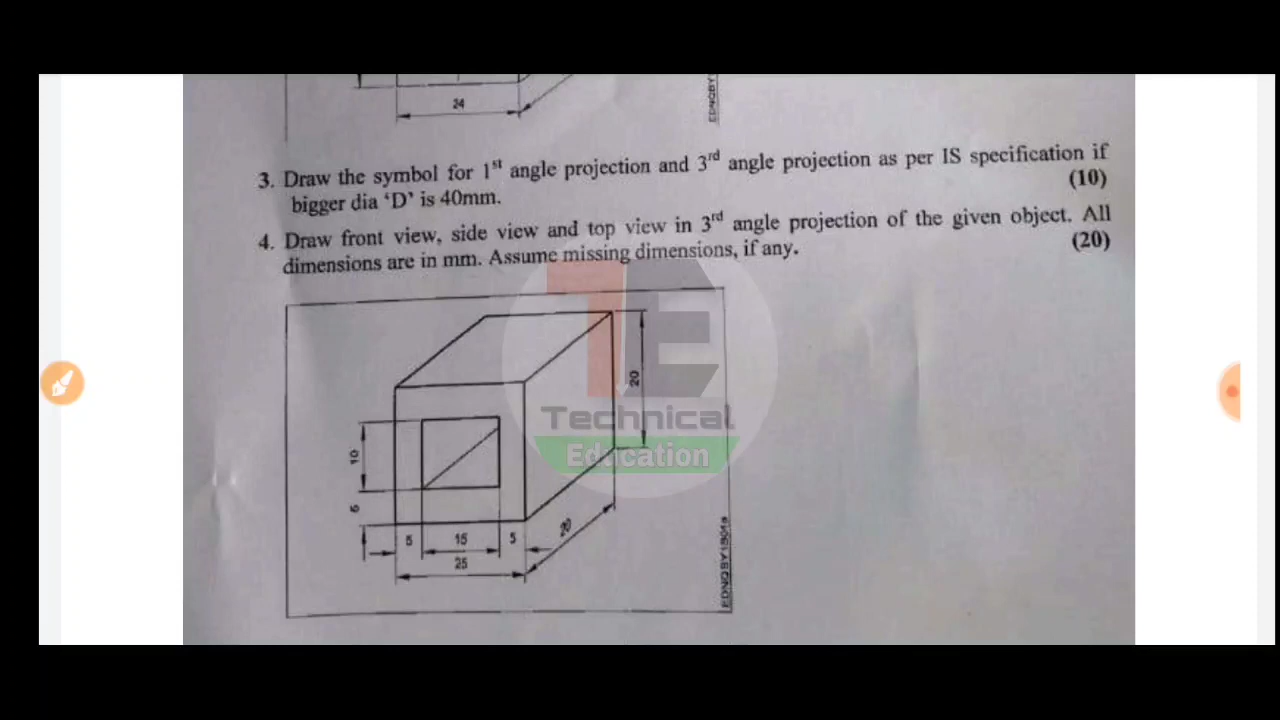 24
EDNQBY1
3. Draw the symbol for 1st angle projection and 3rd angle projection as per IS specification if
bigger dia ‘D’ is 40mm. (10)
4. Draw front view, side view and top view in 3rd angle projection of the given object. All
dimensions are in mm. Assume missing dimensions, if any. (20)
20
Technical
Education
10
5
5 15 5 20
25
EDNQBY1S01a